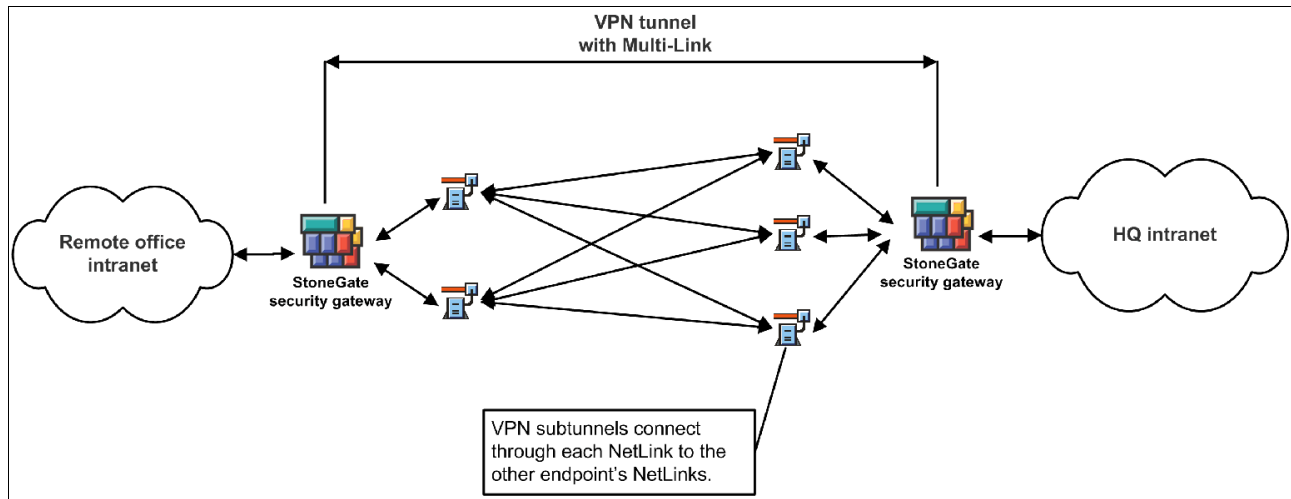 VPN tunnel
with Multi-Link
Remote office
intranet
StoneGate
security gateway
StoneGate
security gateway
HQ intranet
VPN subtunnels connect
through each NetLink to the
other endpoint's NetLinks.